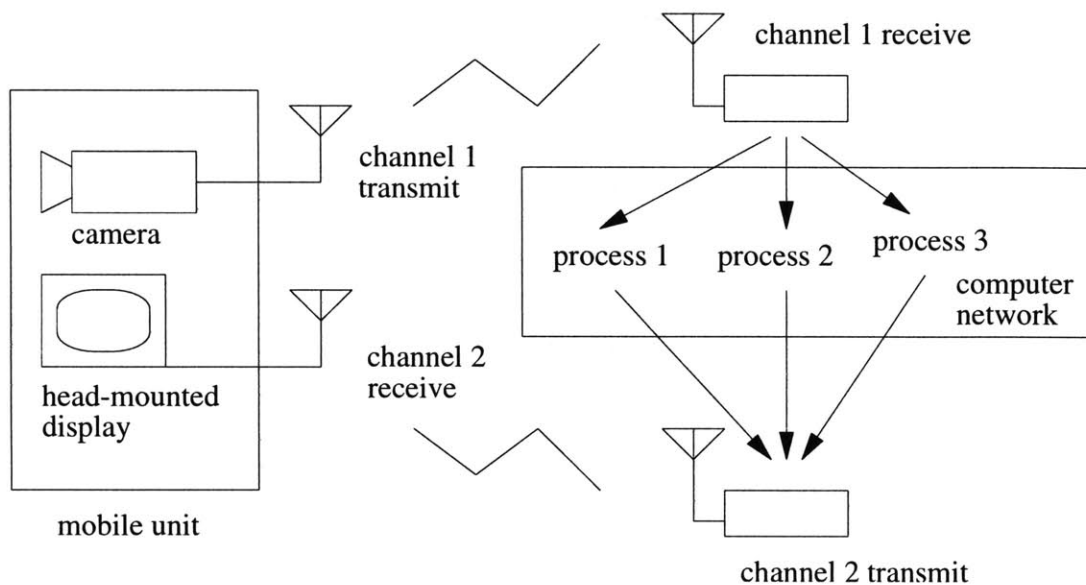 channel 1 receive
channel 1
transmit
camera
process 1
process 2
process 3
computer
network
channel 2
receive
head-mounted
display
mobile unit
channel 2 transmit